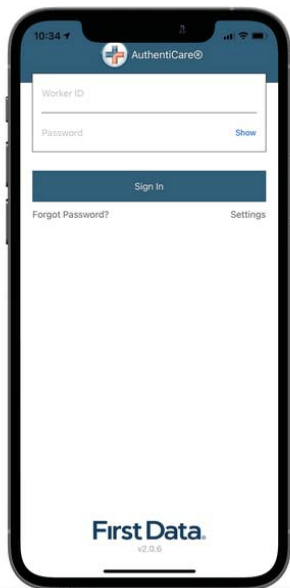 10:34
AuthentiCare®
Worker ID
Password Show
Sign In
Forgot Password? Settings
First Data.
v2.0.6